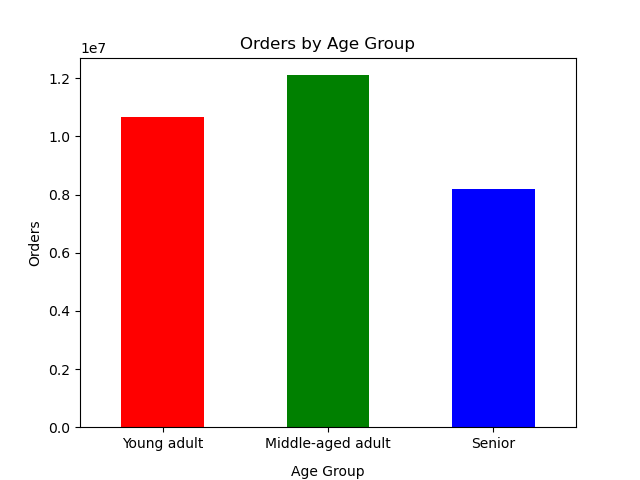 Orders by Age Group
1e7
1.2
1.0
0.8
0.6
0.4
0.2
0.0
Orders
Young adult Middle-aged adult Senior
Age Group